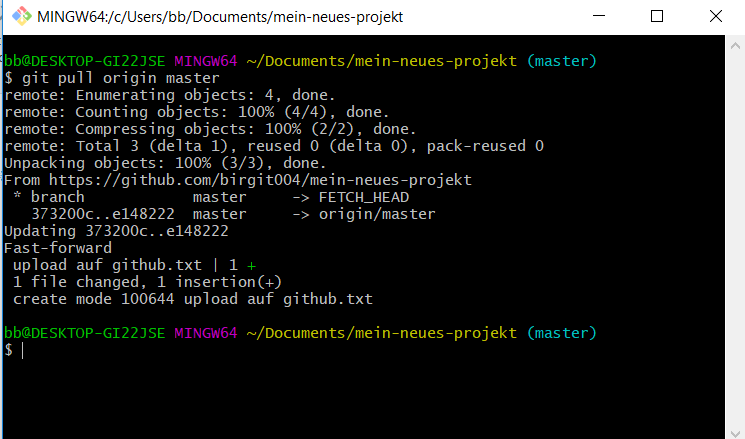 MINGW64:/c/Users/bb/Documents/mein-neues-projekt
bb@DESKTOP-GI22JSE MINGW64 ~/Documents/mein-neues-projekt (master)
$ git pull origin master
remote: Enumerating objects: 4, done.
remote: Counting objects: 100% (4/4), done.
remote: Compressing objects: 100% (2/2), done.
remote: Total 3 (delta 1), reused 0 (delta 0), pack-reused 0
Unpacking objects: 100% (3/3), done.
From https://github.com/birgit004/mein-neues-projekt
 * branch            master     -> FETCH_HEAD
   373200c..e148222  master     -> origin/master
Updating 373200c..e148222
Fast-forward
 upload auf github.txt | 1 +
 1 file changed, 1 insertion(+)
 create mode 100644 upload auf github.txt
bb@DESKTOP-GI22JSE MINGW64 ~/Documents/mein-neues-projekt (master)
$